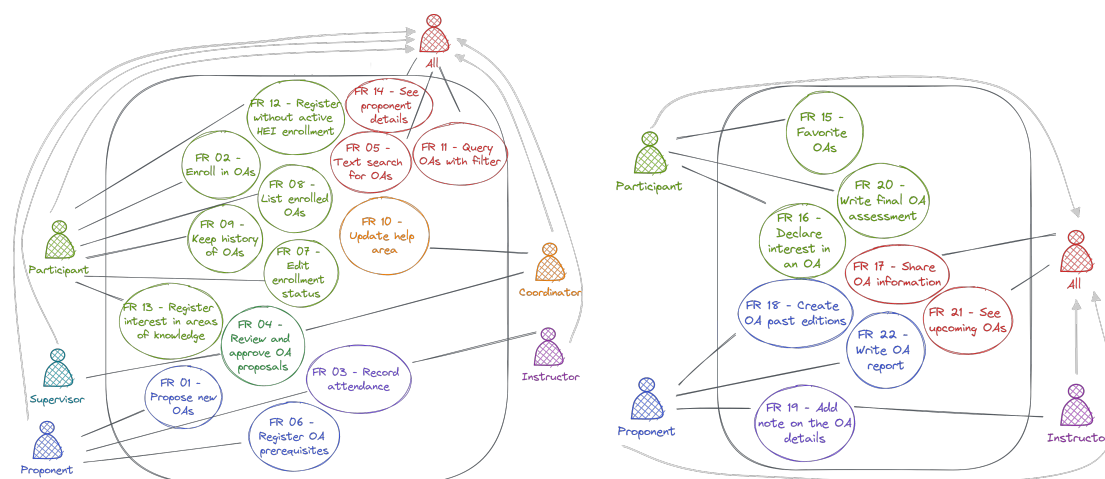 All
FR 12 - Register
without active
HEI enrollment
FR 14 - See
proponent
details
FR 02 -
Enroll in OAs
FR 05 -
Text search
for OAs
FR 11 - Query
OAs with filter
FR 08 -
List enrolled
OAs
FR 09 -
Keep history
of OAs
FR 10 -
Update help
area
FR 07 -
Edit
enrollment
status
Participant
Coordinator
FR 13 - Register
interest in areas
of knowledge
FR 04 -
Review and
approve OA
proposals
FR 03 - Record
attendance
Instructor
Supervisor
FR 01 -
Propose new
OAs
FR 06 -
Register OA
prerequisites
Proponent
FR 15 -
Favorite
OAs
Participant
FR 20 -
Write final OA
assessment
FR 16 -
Declare
interest in
an OA
FR 17 - Share
OA information
All
FR 18 - Create
OA past editions
FR 21 - See
upcoming OAs
FR 22 -
Write OA
report
Proponent
FR 19 - Add
note on the OA
details
Instructo